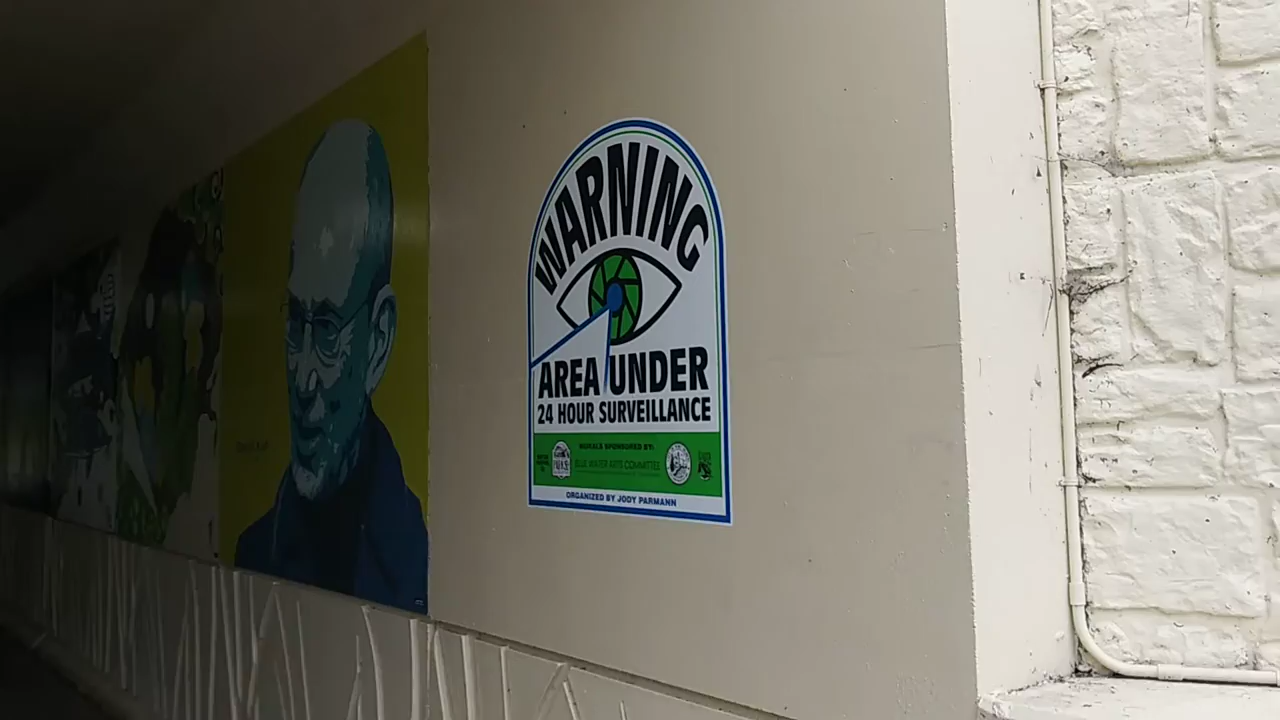 WARNING
AREA UNDER
24 HOUR SURVEILLANCE
MURALS SPONSORED BY:
BLUE WATER ARTS COMMITTEE
ORGANIZED BY JODY PARMANN